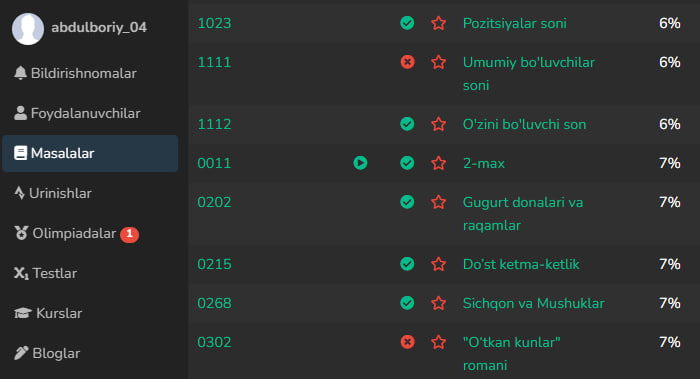 abdulboriy_04
Bildirishnomalar
Foydalanuvchilar
Masalalar
Urinishlar
Olimpiadalar 1
Testlar
Kurslar
Bloglar
1023 Pozitsiyalar soni 6%
1111 Umumiy bo'luvchilar 6%
soni
1112 O'zini bo'luvchi son 6%
0011 2-max 7%
0202 Gugurt donalari va 7%
raqamlar
0215 Do’st ketma-ketlik 7%
0268 Sichqon va Mushuklar 7%
0302 "O‘tkan kunlar" 7%
romani